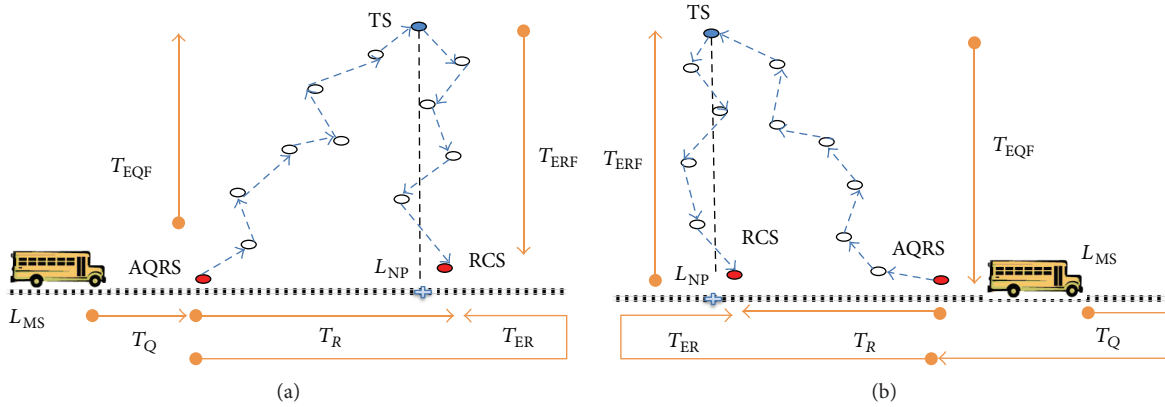 TS
T_EQF
T_ERF
AQRS
RCS
L_NP
L_MS
T_Q
T_R
T_ER
(a)
TS
T_ERF
T_EQF
RCS
AQRS
L_NP
L_MS
T_ER
T_R
T_Q
(b)